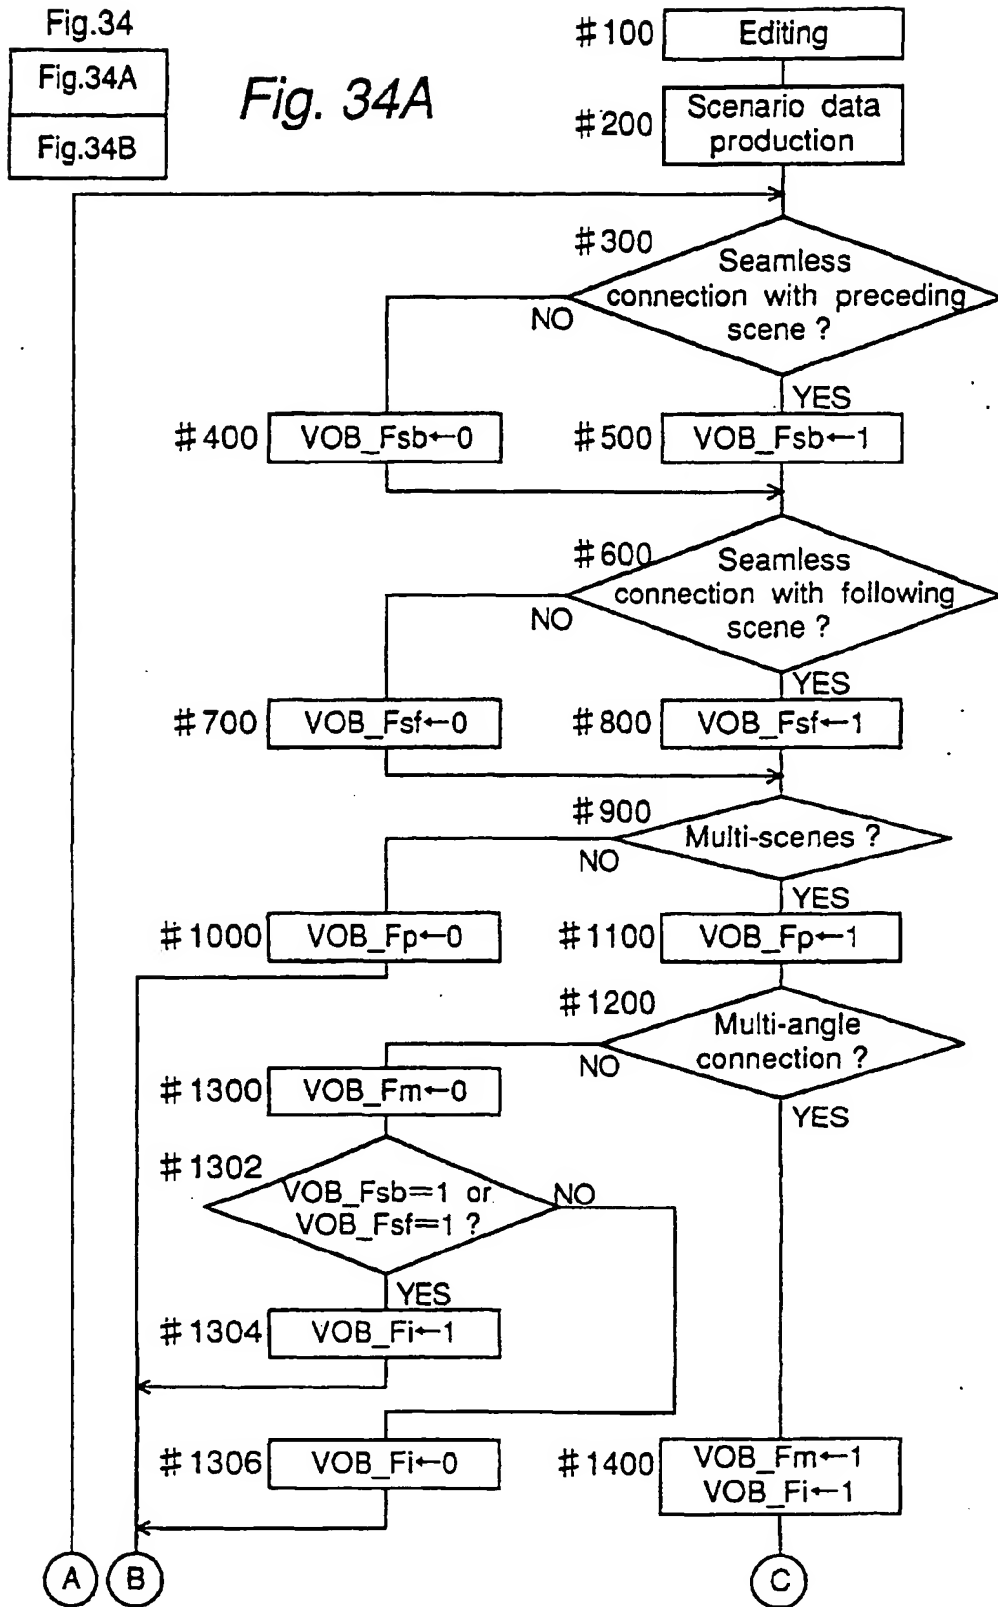 Fig.34
Fig.34A
Fig.34B
Fig. 34A
#100
Editing
#200
Scenario data
production
#300
Seamless
connection with preceding
scene ?
NO
YES
#400
VOB_Fsb←0
#500
VOB_Fsb←1
#600
Seamless
connection with following
scene ?
NO
YES
#700
VOB_Fsf←0
#800
VOB_Fsf←1
#900
Multi-scenes ?
NO
YES
#1000
VOB_Fp←0
#1100
VOB_Fp←1
#1200
Multi-angle
connection ?
NO
YES
#1300
VOB_Fm←0
#1302
VOB_Fsb=1 or
VOB_Fsf=1 ?
NO
YES
#1304
VOB_Fi←1
#1306
VOB_Fi←0
#1400
VOB_Fm←1
VOB_Fi←1
A
B
C